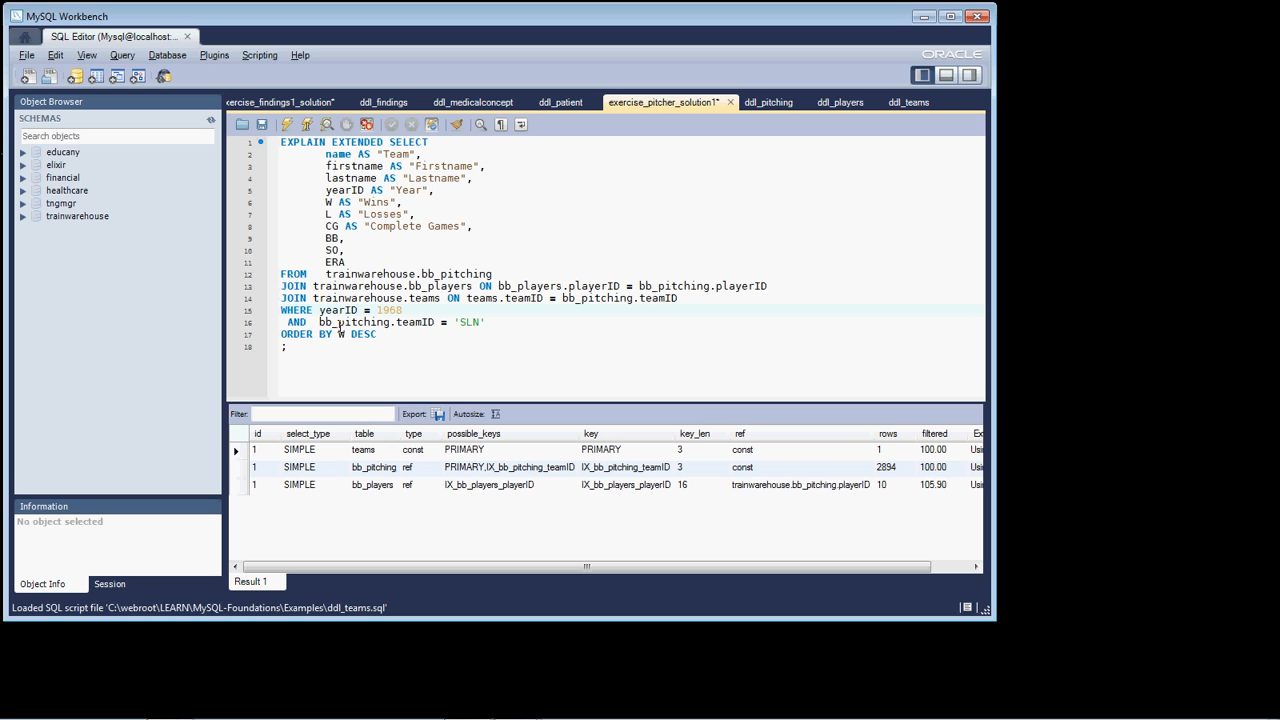 MySQL Workbench
SQL Editor (Mysql@localhost:... ×
File Edit View Query Database Plugins Scripting Help
ORACLE
Object Browser
SCHEMAS
Search objects
educany
elixir
financial
healthcare
tngmgr
trainwarehouse
Information
No object selected
Object Info Session
exercise_findings1_solution* ddl_findings ddl_medicalconcept ddl_patient exercise_pitcher_solution1* × ddl_pitching ddl_players ddl_teams
1 EXPLAIN EXTENDED SELECT
2 name AS "Team",
3 firstname AS "Firstname",
4 lastname AS "Lastname",
5 yearID AS "Year",
6 W AS "Wins",
7 L AS "Losses",
8 CG AS "Complete Games",
9 BB,
10 SO,
11 ERA
12 FROM trainwarehouse.bb_pitching
13 JOIN trainwarehouse.bb_players ON bb_players.playerID = bb_pitching.playerID
14 JOIN trainwarehouse.teams ON teams.teamID = bb_pitching.teamID
15 WHERE yearID = 1968
16 AND bb_pitching.teamID = 'SLN'
17 ORDER BY W DESC
18 ;
Filter: Export: Autosize:
id select_type table type possible_keys key key_len ref rows filtered Ex
1 SIMPLE teams const PRIMARY PRIMARY 3 const 1 100.00 Usi
1 SIMPLE bb_pitching ref PRIMARY,IX_bb_pitching_teamID IX_bb_pitching_teamID 3 const 2894 100.00 Usi
1 SIMPLE bb_players ref IX_bb_players_playerID IX_bb_players_playerID 16 trainwarehouse.bb_pitching.playerID 10 105.90 Usi
Result 1
Loaded SQL script file 'C:\webroot\LEARN\MySQL-Foundations\Examples\ddl_teams.sql'